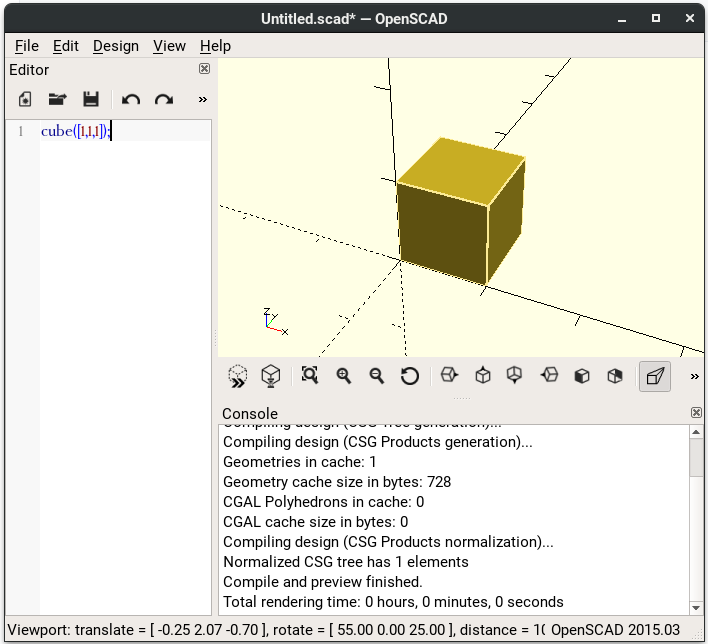 Untitled.scad* — OpenSCAD
File Edit Design View Help
Editor
»
1 cube([1,1,1]);
Z
Y
X
»
Console
Compiling design (CSG Tree generation)...
Compiling design (CSG Products generation)...
Geometries in cache: 1
Geometry cache size in bytes: 728
CGAL Polyhedrons in cache: 0
CGAL cache size in bytes: 0
Compiling design (CSG Products normalization)...
Normalized CSG tree has 1 elements
Compile and preview finished.
Total rendering time: 0 hours, 0 minutes, 0 seconds
Viewport: translate = [ -0.25 2.07 -0.70 ], rotate = [ 55.00 0.00 25.00 ], distance = 1( OpenSCAD 2015.03